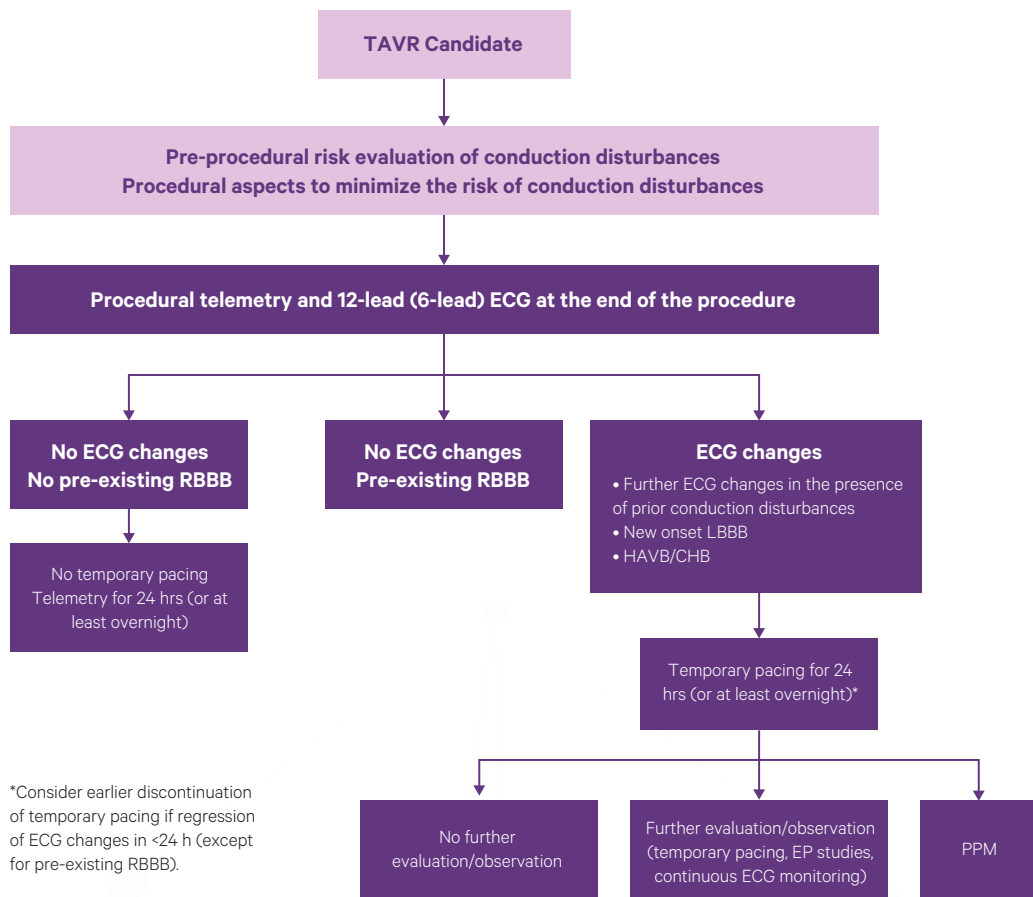 TAVR Candidate
Pre-procedural risk evaluation of conduction disturbances
Procedural aspects to minimize the risk of conduction disturbances
Procedural telemetry and 12-lead (6-lead) ECG at the end of the procedure
No ECG changes
No pre-existing RBBB
No ECG changes
Pre-existing RBBB
ECG changes
• Further ECG changes in the presence
of prior conduction disturbances
• New onset LBBB
• HAVB/CHB
No temporary pacing
Telemetry for 24 hrs (or at
least overnight)
Temporary pacing for 24
hrs (or at least overnight)*
*Consider earlier discontinuation
of temporary pacing if regression
of ECG changes in <24 h (except
for pre-existing RBBB).
No further
evaluation/observation
Further evaluation/observation
(temporary pacing, EP studies,
continuous ECG monitoring)
PPM